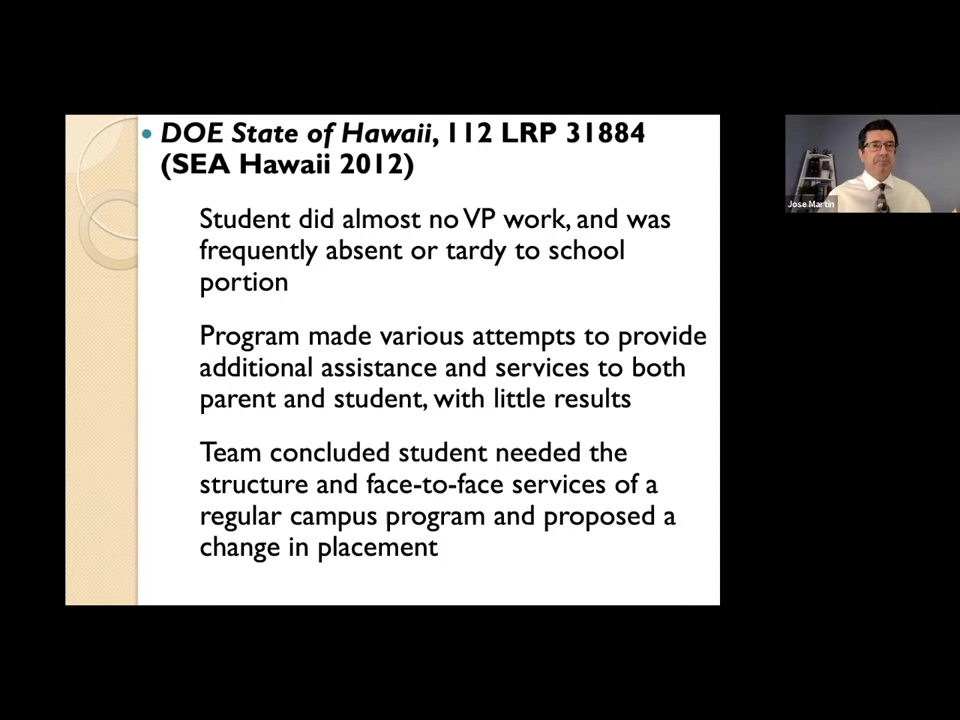 DOE State of Hawaii, 112 LRP 31884
(SEA Hawaii 2012)
Student did almost no VP work, and was
frequently absent or tardy to school
portion
Program made various attempts to provide
additional assistance and services to both
parent and student, with little results
Team concluded student needed the
structure and face-to-face services of a
regular campus program and proposed a
change in placement
Jose Martin